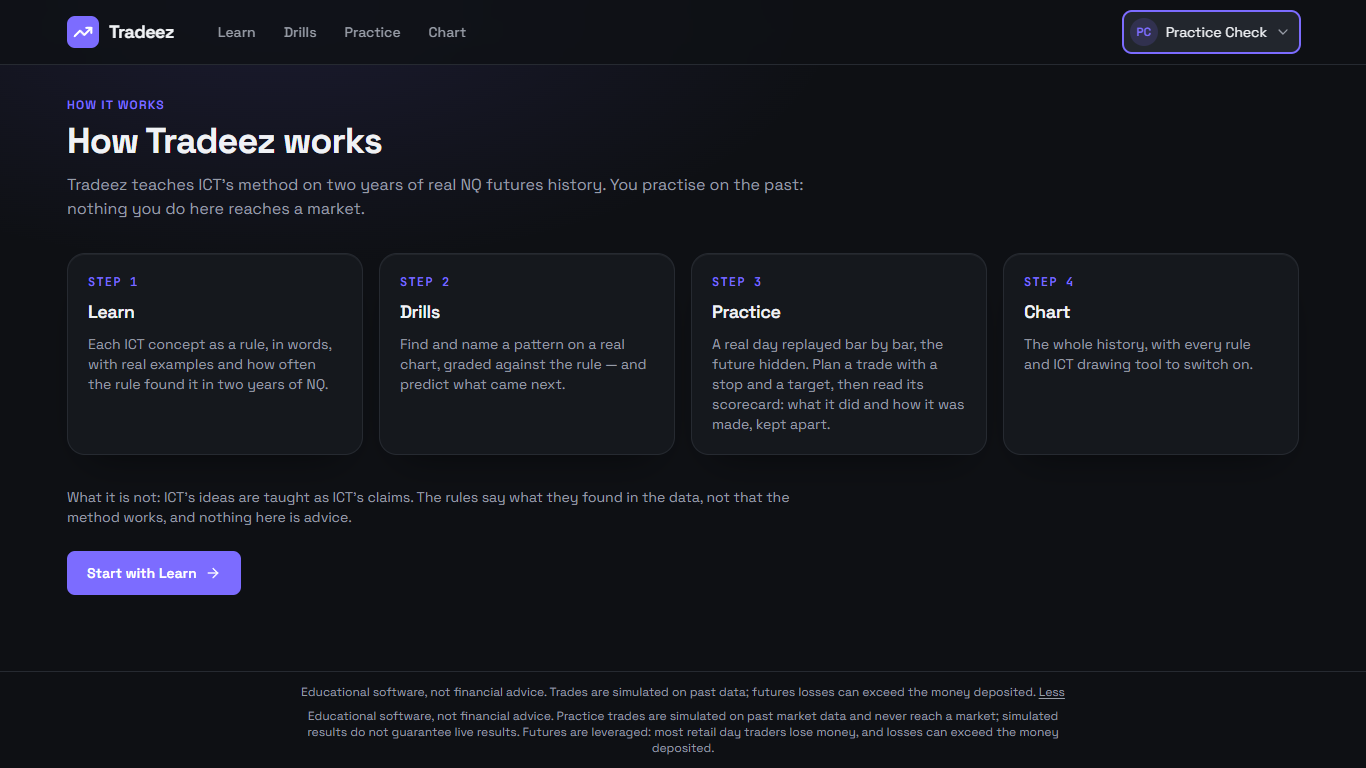 Tradeez
Learn
Drills
Practice
Chart
PC
Practice Check
HOW IT WORKS
How Tradeez works
Tradeez teaches ICT's method on two years of real NQ futures history. You practise on the past:
nothing you do here reaches a market.
STEP 1
Learn
Each ICT concept as a rule, in words,
with real examples and how often
the rule found it in two years of NQ.
STEP 2
Drills
Find and name a pattern on a real
chart, graded against the rule — and
predict what came next.
STEP 3
Practice
A real day replayed bar by bar, the
future hidden. Plan a trade with a
stop and a target, then read its
scorecard: what it did and how it was
made, kept apart.
STEP 4
Chart
The whole history, with every rule
and ICT drawing tool to switch on.
What it is not: ICT's ideas are taught as ICT's claims. The rules say what they found in the data, not that the
method works, and nothing here is advice.
Start with Learn
Educational software, not financial advice. Trades are simulated on past data; futures losses can exceed the money deposited. Less
Educational software, not financial advice. Practice trades are simulated on past market data and never reach a market; simulated
results do not guarantee live results. Futures are leveraged: most retail day traders lose money, and losses can exceed the money
deposited.